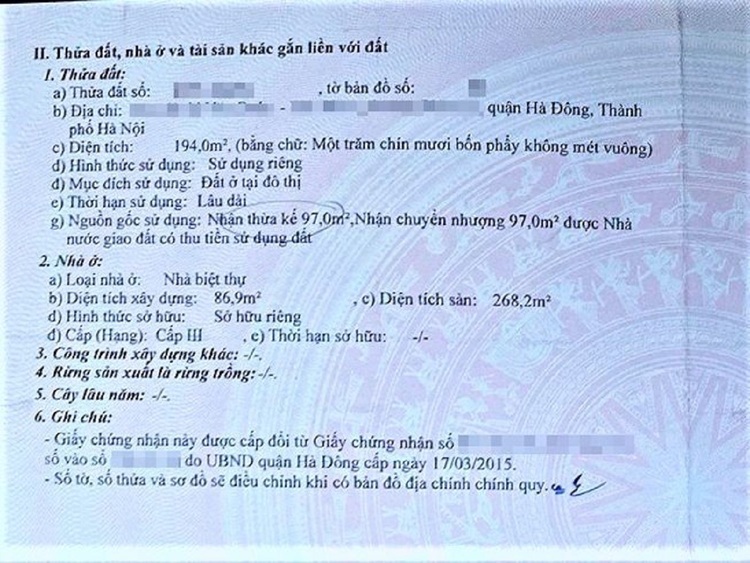 II. Thửa đất, nhà ở và tài sản khác gắn liền với đất
1. Thửa đất:
a) Thửa đất số: , tờ bản đồ số:
b) Địa chỉ: - , quận Hà Đông, Thành
phố Hà Nội
c) Diện tích: 194,0m², (bằng chữ: Một trăm chín mươi bốn phẩy không mét vuông)
d) Hình thức sử dụng: Sử dụng riêng
đ) Mục đích sử dụng: Đất ở tại đô thị
e) Thời hạn sử dụng: Lâu dài
g) Nguồn gốc sử dụng: Nhận thừa kế 97,0m²,Nhận chuyển nhượng 97,0m² được Nhà
nước giao đất có thu tiền sử dụng đất
2. Nhà ở:
a) Loại nhà ở: Nhà biệt thự
b) Diện tích xây dựng: 86,9m² , c) Diện tích sàn: 268,2m²
d) Hình thức sở hữu: Sở hữu riêng
đ) Cấp (Hạng): Cấp III , e) Thời hạn sở hữu: -/-
3. Công trình xây dựng khác: -/-.
4. Rừng sản xuất là rừng trồng: -/-.
5. Cây lâu năm: -/-.
6. Ghi chú:
- Giấy chứng nhận này được cấp đổi từ Giấy chứng nhận số
số vào sổ do UBND quận Hà Đông cấp ngày 17/03/2015.
- Số tờ, số thửa và sơ đồ sẽ điều chỉnh khi có bản đồ địa chính chính quy.